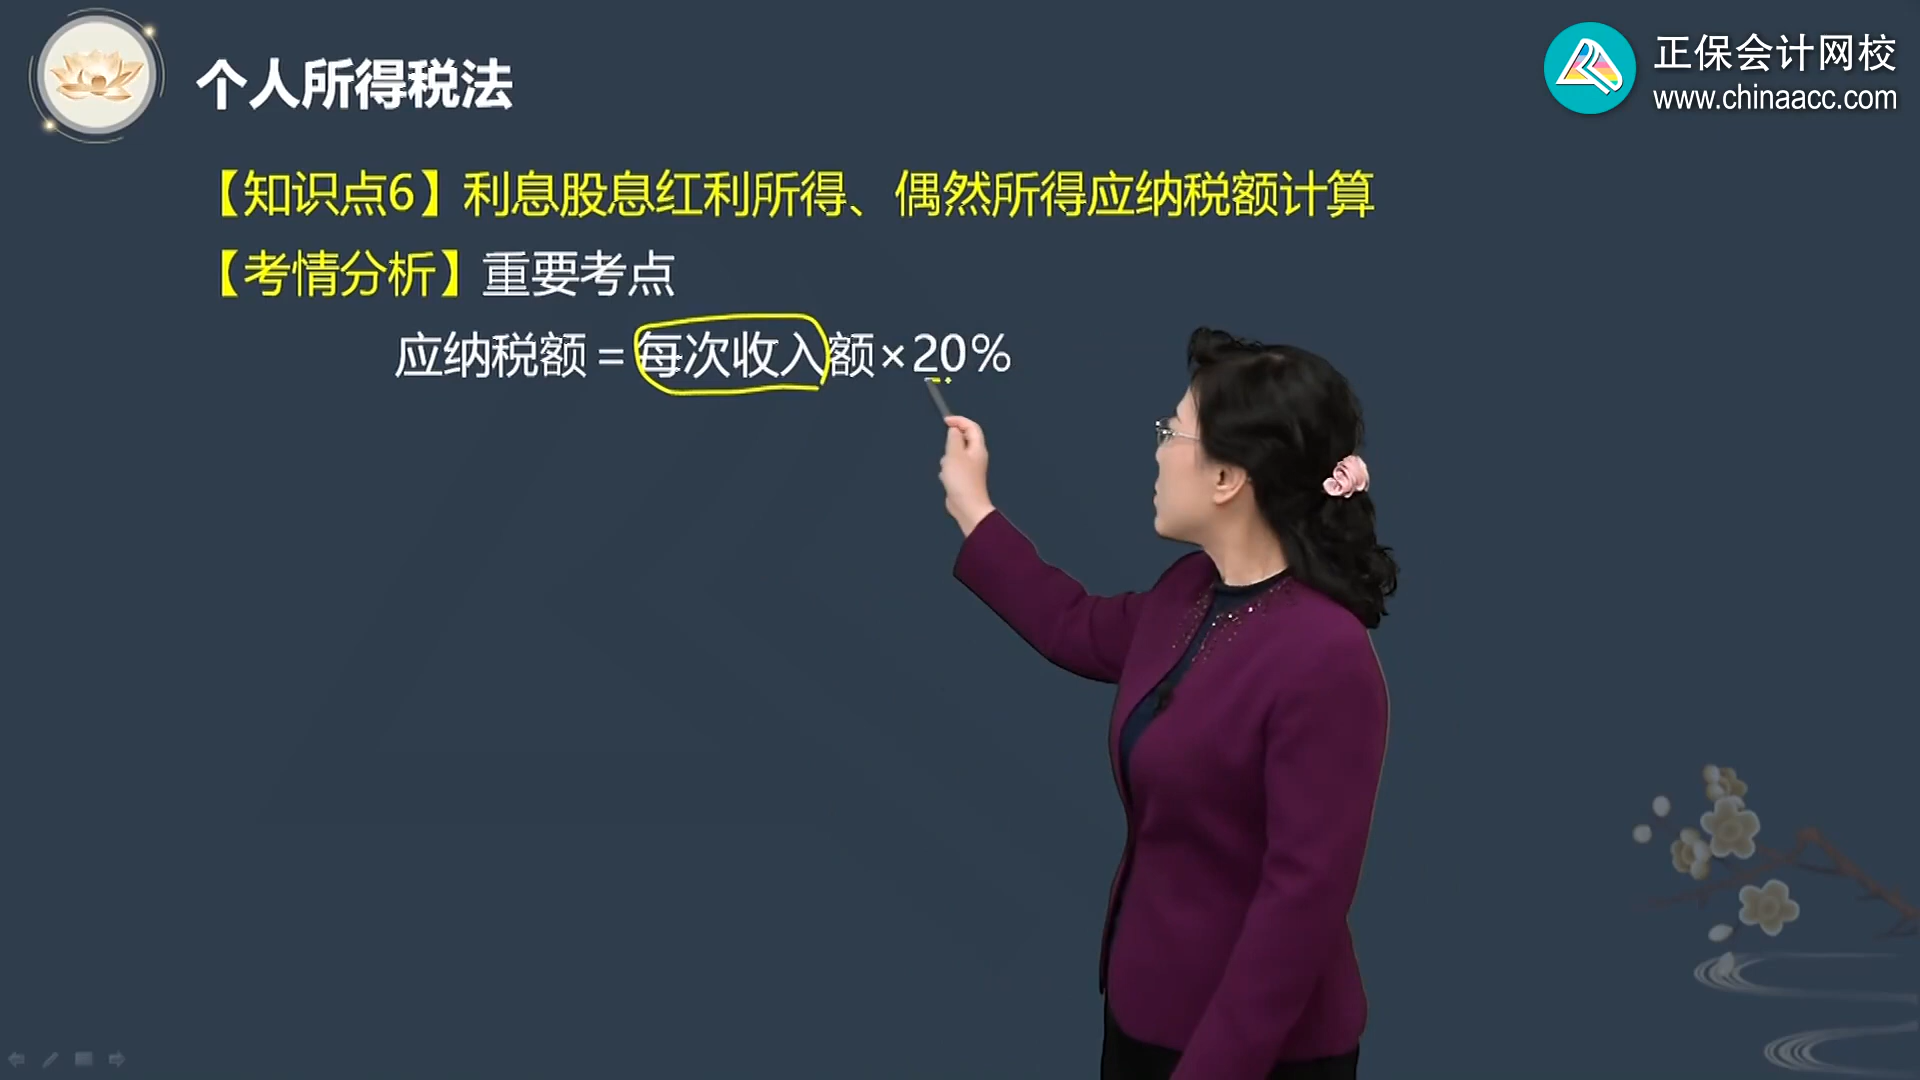 个人所得税法
正保会计网校
www.chinaacc.com
【知识点6】利息股息红利所得、偶然所得应纳税额计算
【考情分析】重要考点
应纳税额＝每次收入额×20%